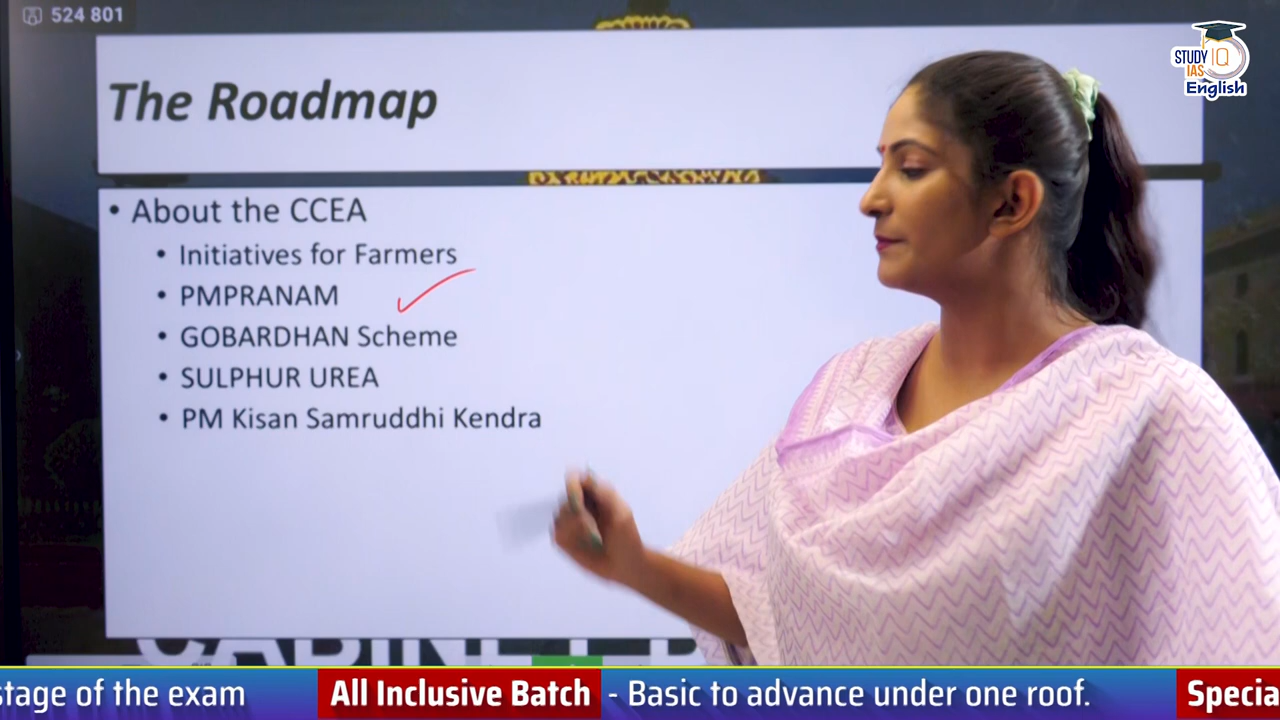 524 801
STUDY IQ
IAS
English
The Roadmap
• About the CCEA
• Initiatives for Farmers
• PMPRANAM
• GOBARDHAN Scheme
• SULPHUR UREA
• PM Kisan Samruddhi Kendra
CABINET
stage of the exam All Inclusive Batch - Basic to advance under one roof. Specia